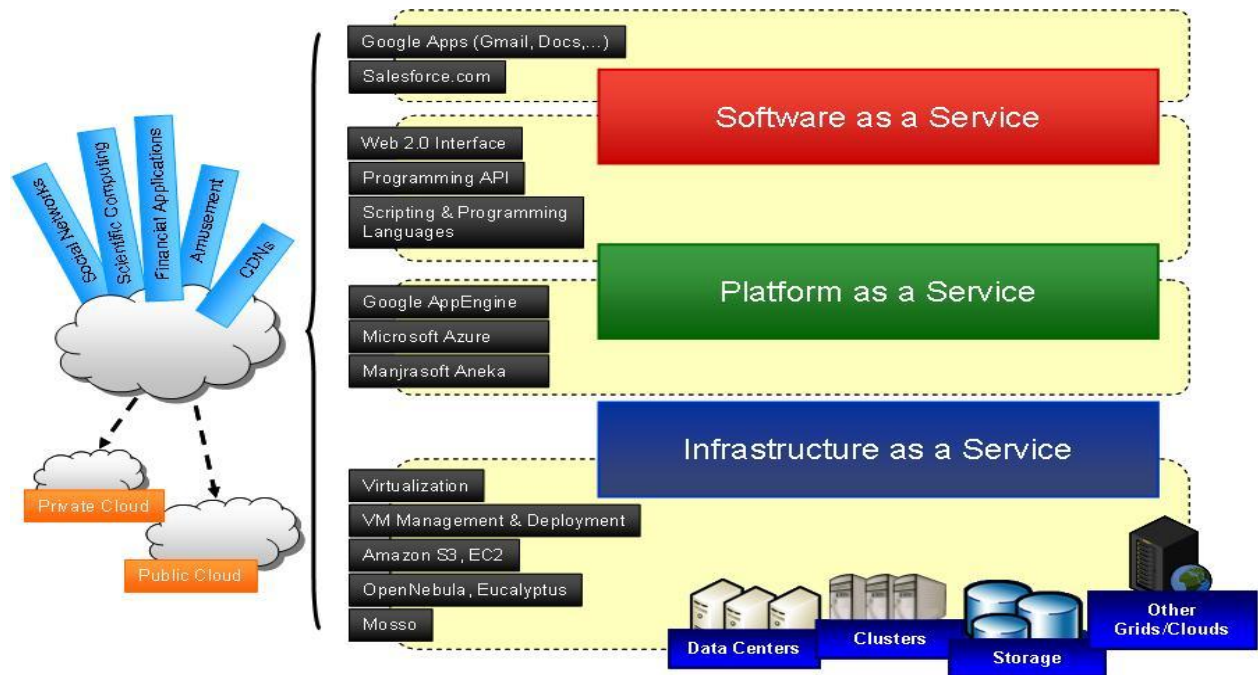 Social Networks
Scientific Computing
Financial Applications
Amusement
CDNs
Private Cloud
Public Cloud
Google Apps (Gmail, Docs,...)
Salesforce.com
Software as a Service
Web 2.0 Interface
Programming API
Scripting & Programming
Languages
Platform as a Service
Google AppEngine
Microsoft Azure
Manjrasoft Aneka
Infrastructure as a Service
Virtualization
VM Management & Deployment
Amazon S3, EC2
OpenNebula, Eucalyptus
Mosso
Data Centers
Clusters
Storage
Other
Grids/Clouds